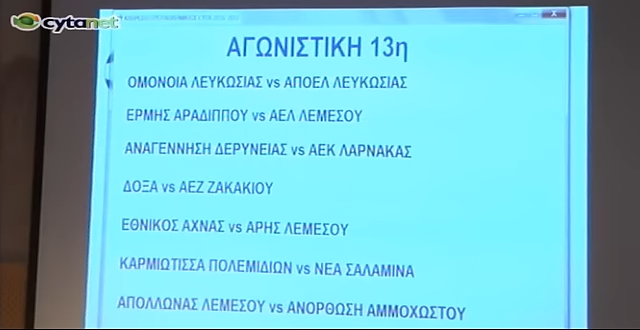 cytanet
ΑΓΩΝΙΣΤΙΚΗ 13η
ΟΜΟΝΟΙΑ ΛΕΥΚΩΣΙΑΣ vs ΑΠΟΕΛ ΛΕΥΚΩΣΙΑΣ
ΕΡΜΗΣ ΑΡΑΔΙΠΠΟΥ vs ΑΕΛ ΛΕΜΕΣΟΥ
ΑΝΑΓΕΝΝΗΣΗ ΔΕΡΥΝΕΙΑΣ vs ΑΕΚ ΛΑΡΝΑΚΑΣ
ΔΟΞΑ vs ΑΕΖ ΖΑΚΑΚΙΟΥ
ΕΘΝΙΚΟΣ ΑΧΝΑΣ vs ΑΡΗΣ ΛΕΜΕΣΟΥ
ΚΑΡΜΙΩΤΙΣΣΑ ΠΟΛΕΜΙΔΙΩΝ vs ΝΕΑ ΣΑΛΑΜΙΝΑ
ΑΠΟΛΛΩΝΑΣ ΛΕΜΕΣΟΥ vs ΑΝΟΡΘΩΣΗ ΑΜΜΟΧΩΣΤΟΥ